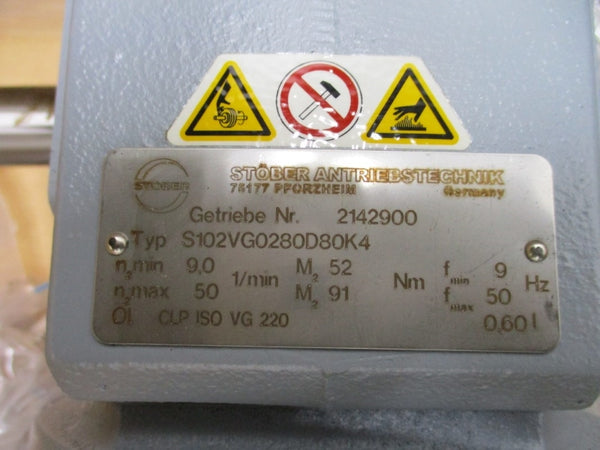 STÖBER
STÖBER ANTRIEBSTECHNIK
75177 PFORZHEIM Germany
Getriebe Nr. 2142900
Typ S102VG0280D80K4
n₂min 9,0 1/min M₂ 52 Nm fmin 9 Hz
n₂max 50 M₂ 91 fmax 50
Öl CLP ISO VG 220 0,60 l